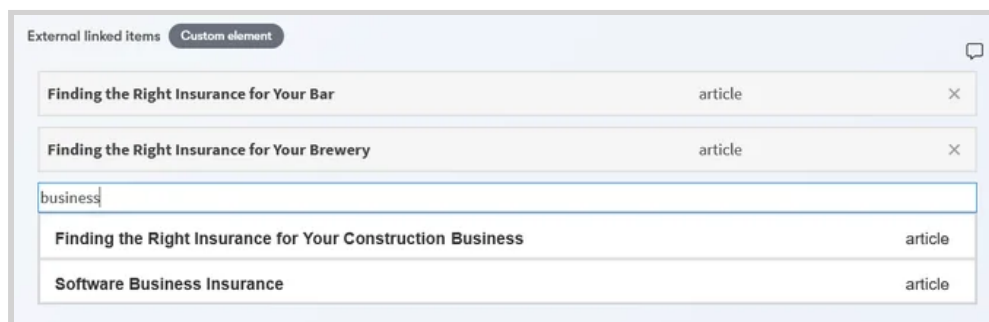 External linked items Custom element
Finding the Right Insurance for Your Bar article
Finding the Right Insurance for Your Brewery article
business
Finding the Right Insurance for Your Construction Business article
Software Business Insurance article